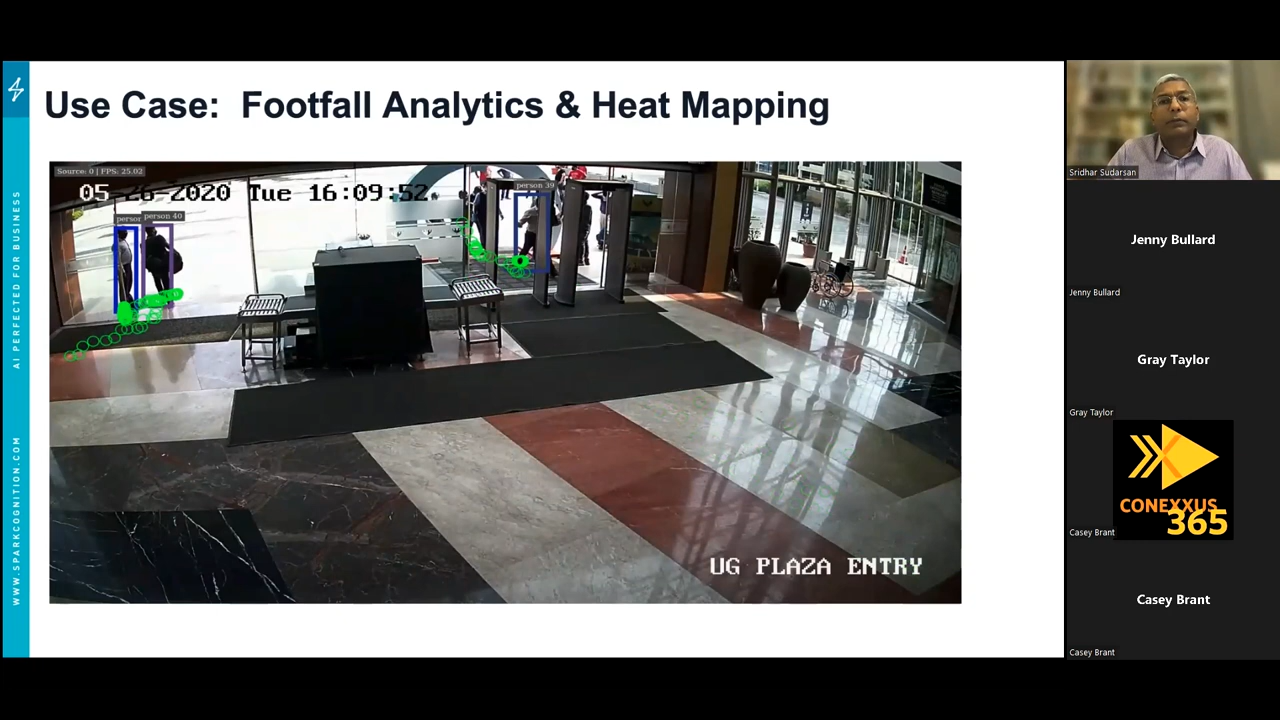 Use Case: Footfall Analytics & Heat Mapping
AI PERFECTED FOR BUSINESS
WWW.SPARKCOGNITION.COM
Source: 0 | FPS: 25.02
05-26-2020 Tue 16:09:52
person 39
person 40
person
UG PLAZA ENTRY
Sridhar Sudarsan
Jenny Bullard
Jenny Bullard
Gray Taylor
Gray Taylor
CONEXXUS
365
Casey Brant
Casey Brant
Casey Brant